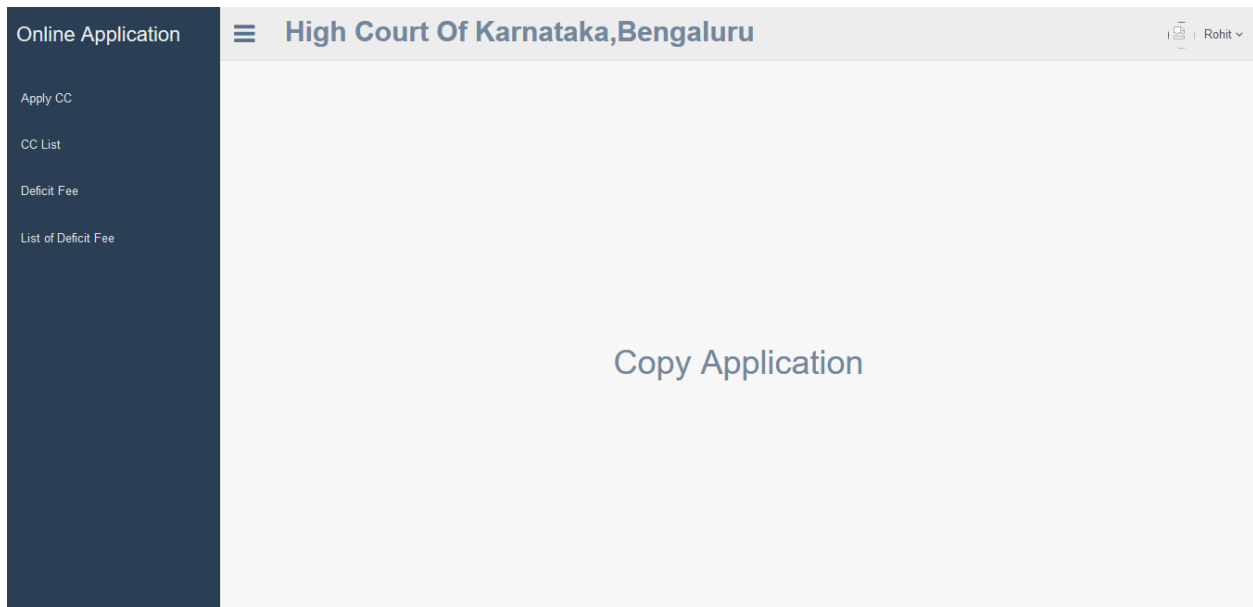 Online Application
High Court Of Karnataka,Bengaluru
Rohit
Apply CC
CC List
Deficit Fee
List of Deficit Fee
Copy Application